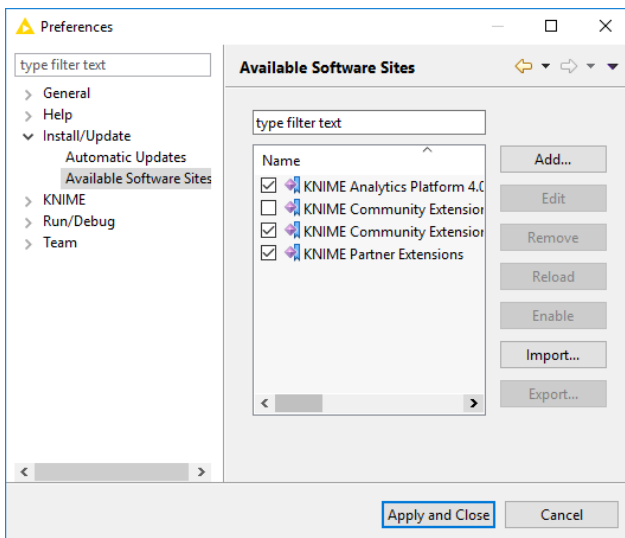 Preferences
type filter text
General
Help
Install/Update
Automatic Updates
Available Software Sites
KNIME
Run/Debug
Team
Available Software Sites
type filter text
Name
KNIME Analytics Platform 4.0
KNIME Community Extension
KNIME Community Extension
KNIME Partner Extensions
Add...
Edit
Remove
Reload
Enable
Import...
Export...
Apply and Close
Cancel